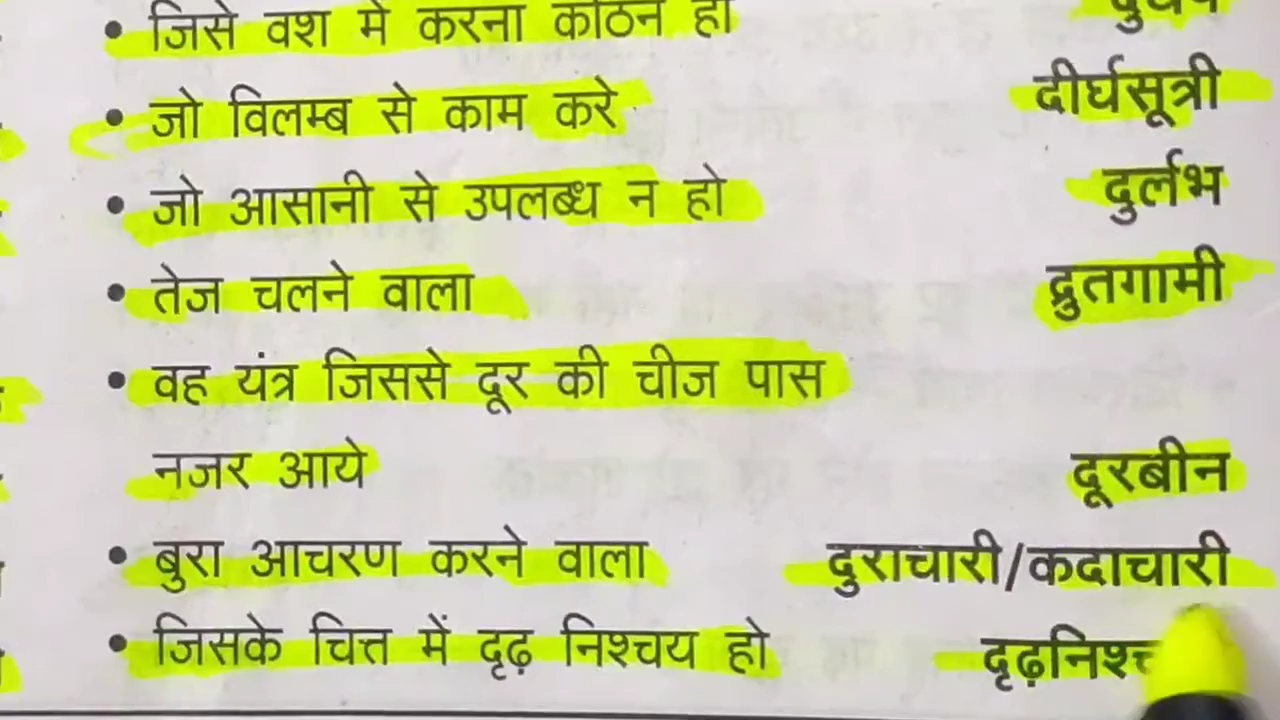 • जिसे वश में करना कठिन हो
• जो विलम्ब से काम करे दीर्घसूत्री
• जो आसानी से उपलब्ध न हो दुर्लभ
• तेज चलने वाला द्रुतगामी
• वह यंत्र जिससे दूर की चीज पास
नजर आये दूरबीन
• बुरा आचरण करने वाला दुराचारी/कदाचारी
• जिसके चित्त में दृढ़ निश्चय हो